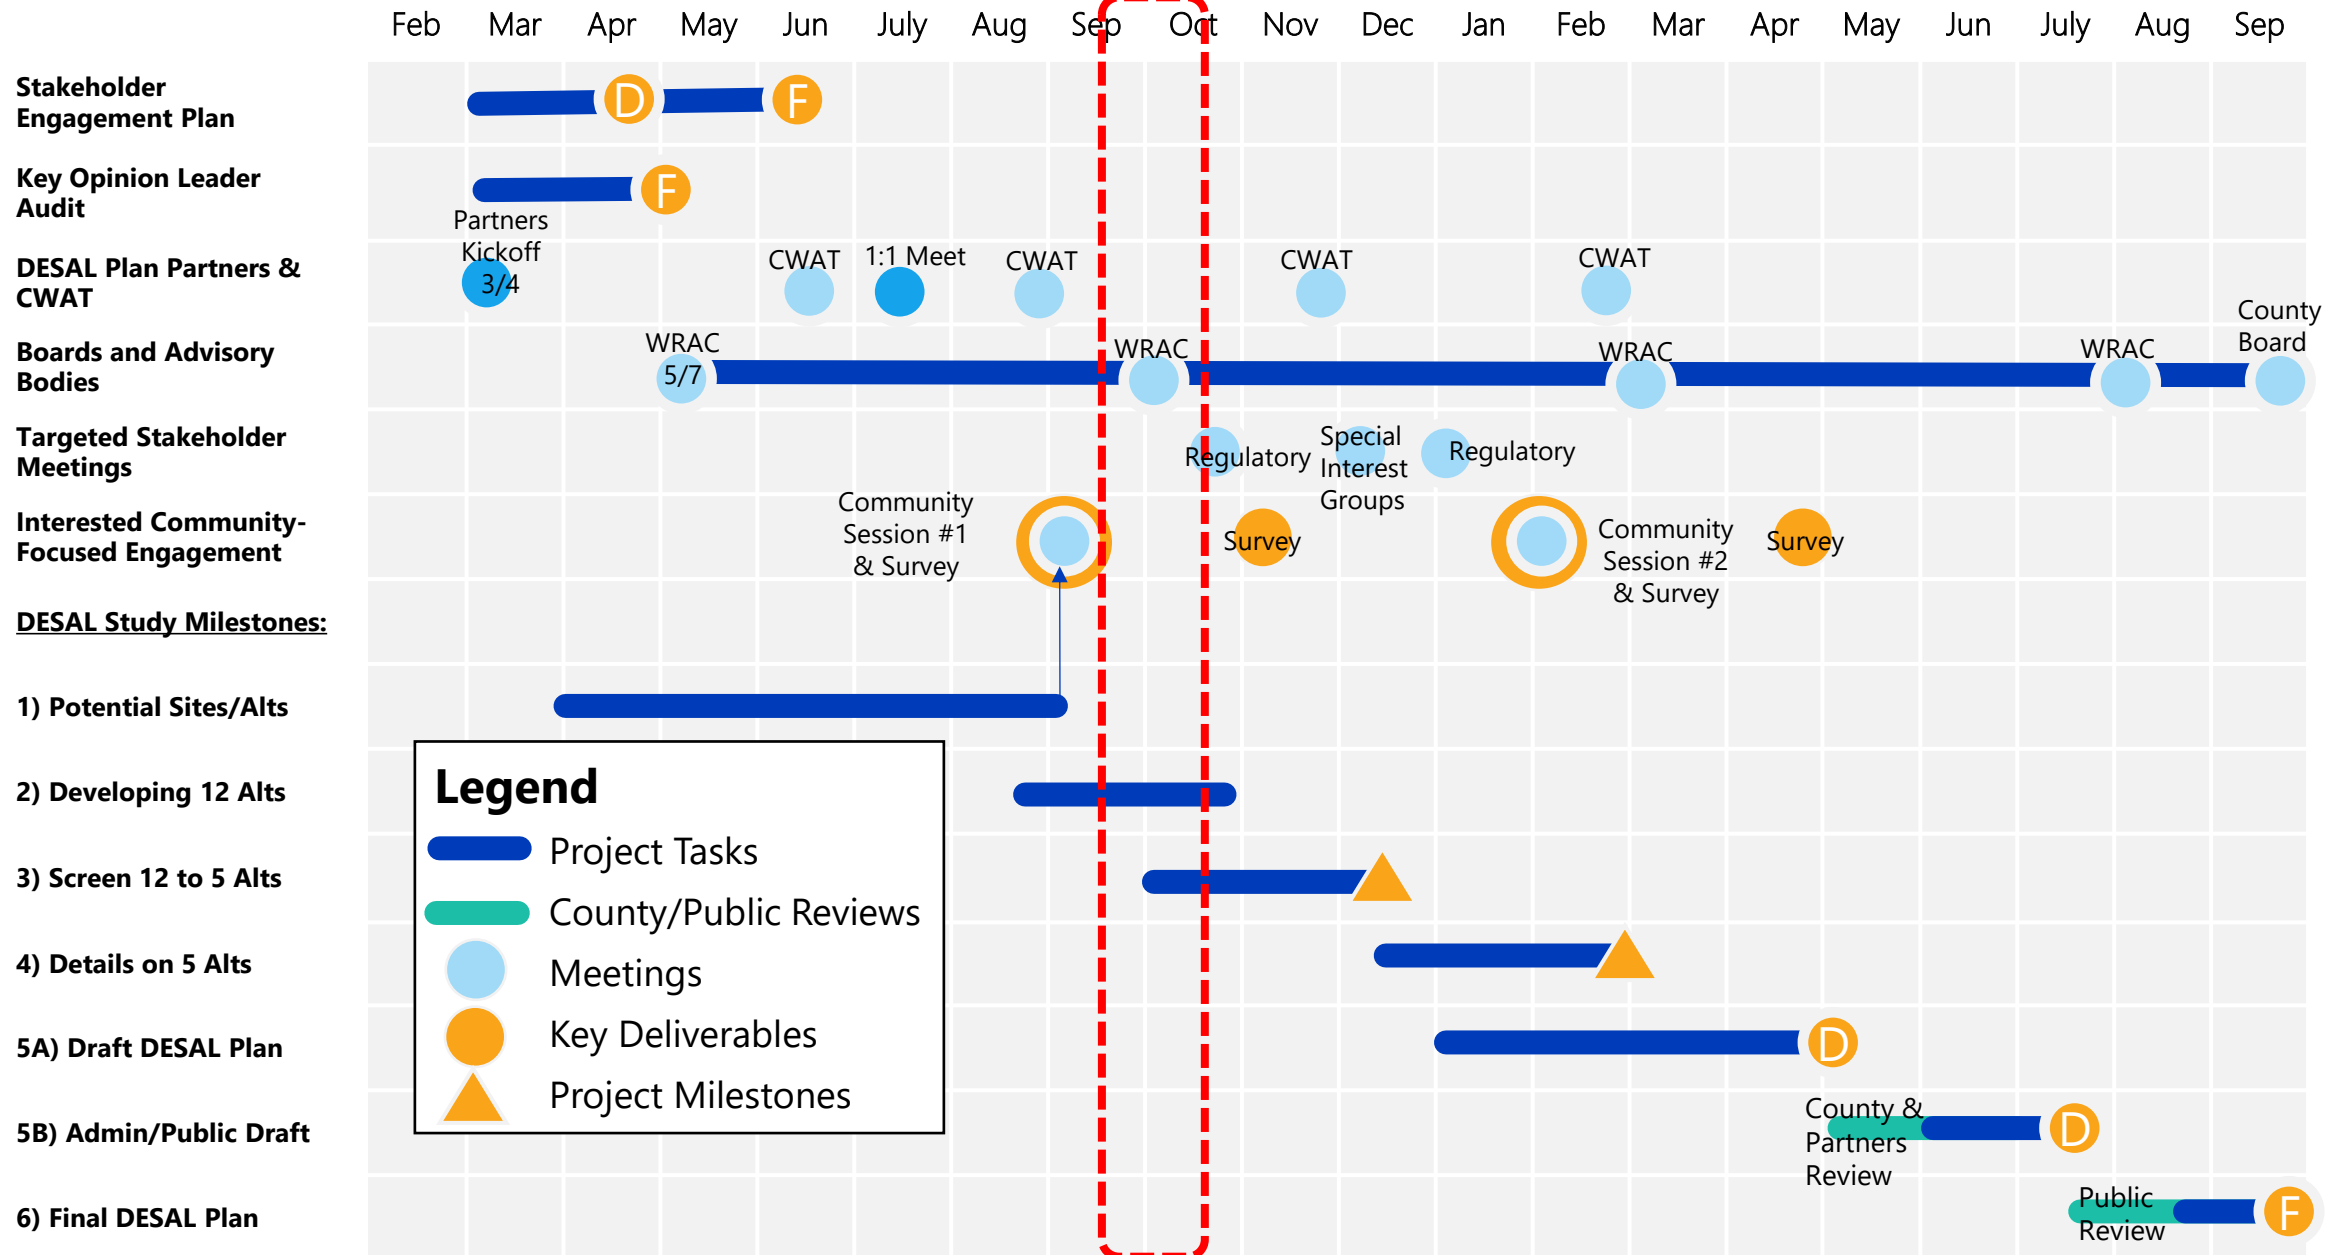 Feb Mar Apr May Jun July Aug Sep Oct Nov Dec Jan Feb Mar Apr May Jun July Aug Sep
Stakeholder
Engagement Plan
D F
Key Opinion Leader
Audit
F
Partners
Kickoff
3/4
DESAL Plan Partners &
CWAT
CWAT
1:1 Meet
CWAT
CWAT
CWAT
Boards and Advisory
Bodies
WRAC
5/7
WRAC
WRAC
WRAC
County
Board
Targeted Stakeholder
Meetings
Regulatory
Special
Interest
Groups
Regulatory
Interested Community-
Focused Engagement
Community
Session #1
& Survey
Survey
Community
Session #2
& Survey
Survey
DESAL Study Milestones:
1) Potential Sites/Alts
2) Developing 12 Alts
3) Screen 12 to 5 Alts
4) Details on 5 Alts
5A) Draft DESAL Plan
D
5B) Admin/Public Draft
County &
Partners
Review
D
6) Final DESAL Plan
Public
Review
F
Legend
Project Tasks
County/Public Reviews
Meetings
Key Deliverables
Project Milestones